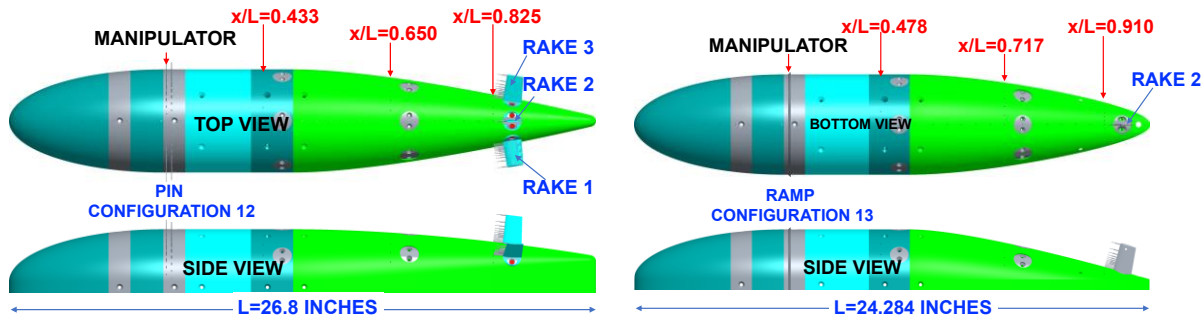 x/L=0.433
x/L=0.650
x/L=0.825
MANIPULATOR
RAKE 3
RAKE 2
TOP VIEW
RAKE 1
PIN
CONFIGURATION 12
SIDE VIEW
L=26.8 INCHES
x/L=0.478
x/L=0.717
x/L=0.910
MANIPULATOR
RAKE 2
BOTTOM VIEW
RAMP
CONFIGURATION 13
SIDE VIEW
L=24.284 INCHES